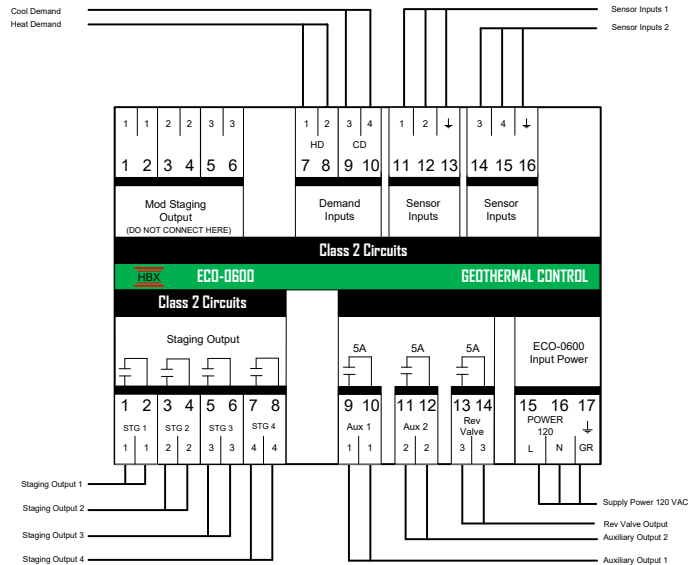 Cool Demand
Heat Demand
Sensor Inputs 1
Sensor Inputs 2
1 1 2 2 3 3
1 2 3 4
HD CD
1 2
3 4
1 2 3 4 5 6
7 8 9 10
11 12 13
14 15 16
Mod Staging
Output
(DO NOT CONNECT HERE)
Demand
Inputs
Sensor
Inputs
Sensor
Inputs
Class 2 Circuits
HBX ECO-0600 GEOTHERMAL CONTROL
Class 2 Circuits
Staging Output
5A 5A 5A
ECO-0600
Input Power
1 2 3 4 5 6 7 8
9 10 11 12 13 14 15 16 17
STG 1 STG 2 STG 3 STG 4
Aux 1 Aux 2
Rev
Valve
POWER
120
L N GR
1 1 2 2 3 3 4 4
1 1 2 2 3 3
Staging Output 1
Staging Output 2
Staging Output 3
Staging Output 4
Supply Power 120 VAC
Rev Valve Output
Auxiliary Output 2
Auxiliary Output 1